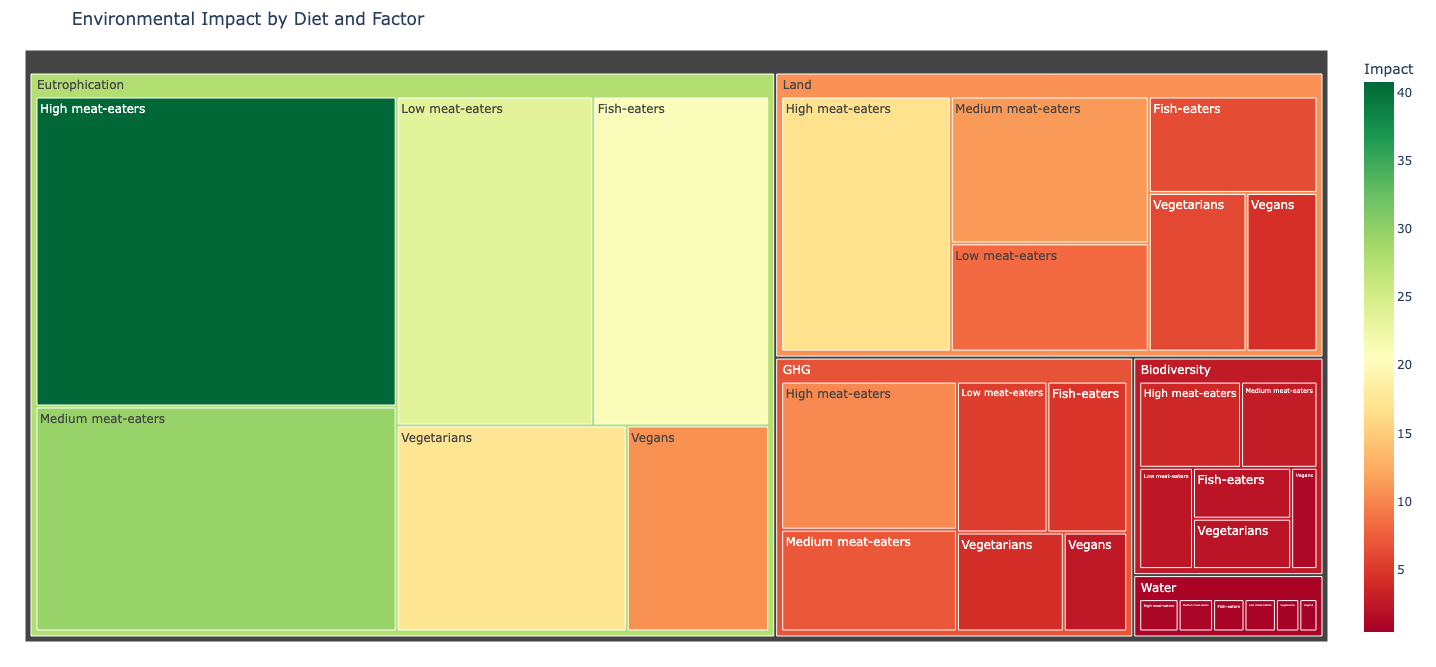 Environmental Impact by Diet and Factor
Eutrophication
High meat-eaters
Low meat-eaters
Fish-eaters
Medium meat-eaters
Vegetarians
Vegans
Land
High meat-eaters
Medium meat-eaters
Fish-eaters
Low meat-eaters
Vegetarians
Vegans
GHG
High meat-eaters
Low meat-eaters
Fish-eaters
Medium meat-eaters
Vegetarians
Vegans
Biodiversity
High meat-eaters
Medium meat-eaters
Low meat-eaters
Fish-eaters
Vegans
Vegetarians
Water
High meat-eaters
Medium meat-eaters
Fish-eaters
Low meat-eaters
Vegetarians
Vegans
Impact
40
35
30
25
20
15
10
5